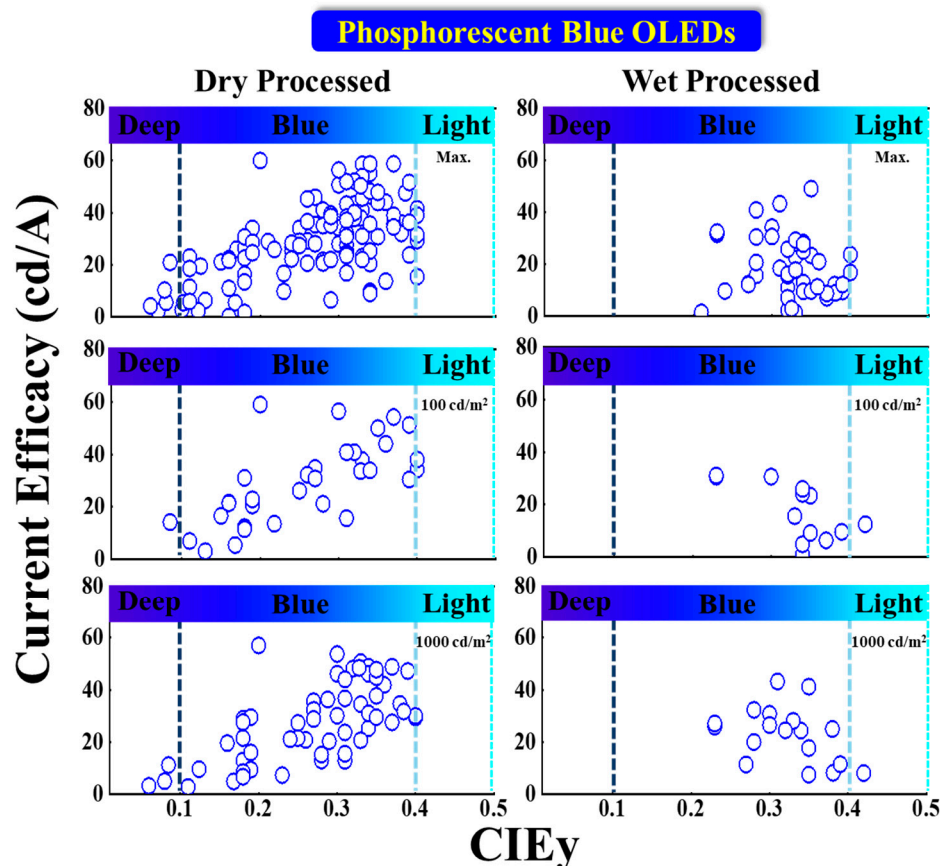 Phosphorescent Blue OLEDs
Dry Processed
Wet Processed
Current Efficacy (cd/A)
80
60
40
20
0
Deep
Blue
Light
Max.
80
60
40
20
0
Deep
Blue
Light
Max.
80
60
40
20
0
Deep
Blue
Light
100 cd/m²
80
60
40
20
0
Deep
Blue
Light
100 cd/m²
80
60
40
20
0
Deep
Blue
Light
1000 cd/m²
0.1
0.2
0.3
0.4
0.5
80
60
40
20
0
Deep
Blue
Light
1000 cd/m²
0.1
0.2
0.3
0.4
0.5
CIEy